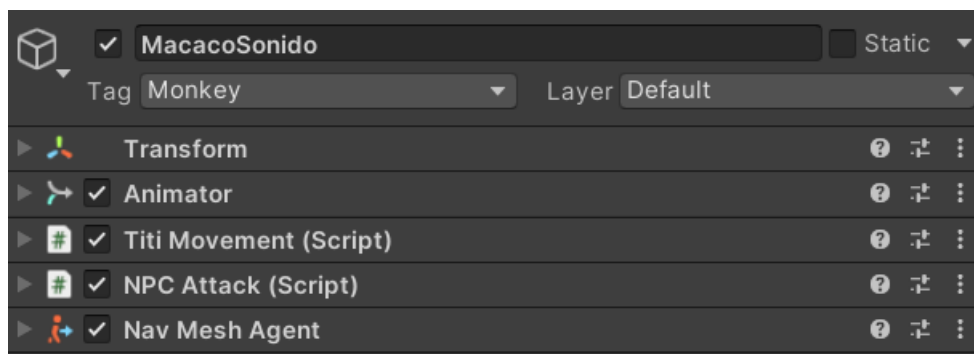 MacacoSonido Static
Tag Monkey Layer Default
Transform
Animator
# Titi Movement (Script)
# NPC Attack (Script)
Nav Mesh Agent